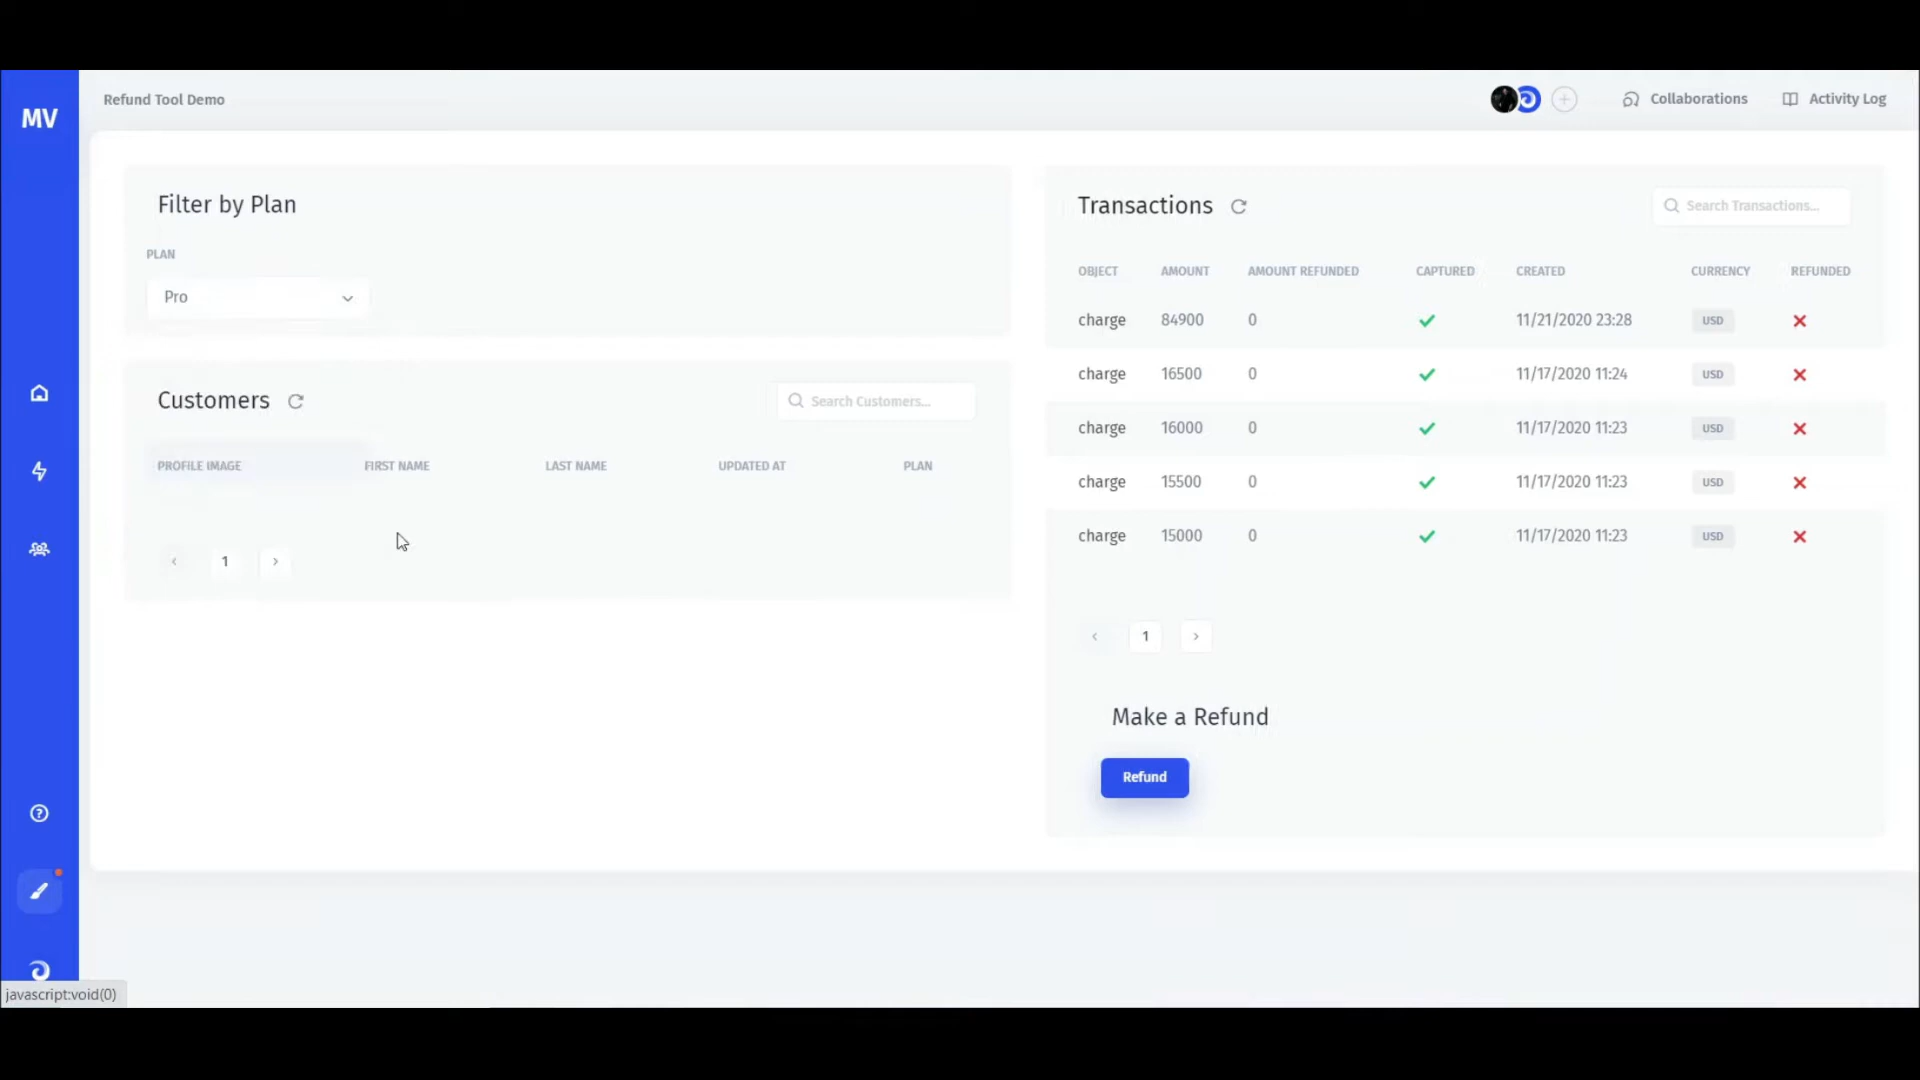 MV
Refund Tool Demo
Collaborations
Activity Log
Filter by Plan
PLAN
Pro
Customers
Search Customers...
PROFILE IMAGE FIRST NAME LAST NAME UPDATED AT PLAN
1
Transactions
Search Transactions...
OBJECT AMOUNT AMOUNT REFUNDED CAPTURED CREATED CURRENCY REFUNDED
charge 84900 0 11/21/2020 23:28 USD
charge 16500 0 11/17/2020 11:24 USD
charge 16000 0 11/17/2020 11:23 USD
charge 15500 0 11/17/2020 11:23 USD
charge 15000 0 11/17/2020 11:23 USD
1
Make a Refund
Refund
javascript:void(0)